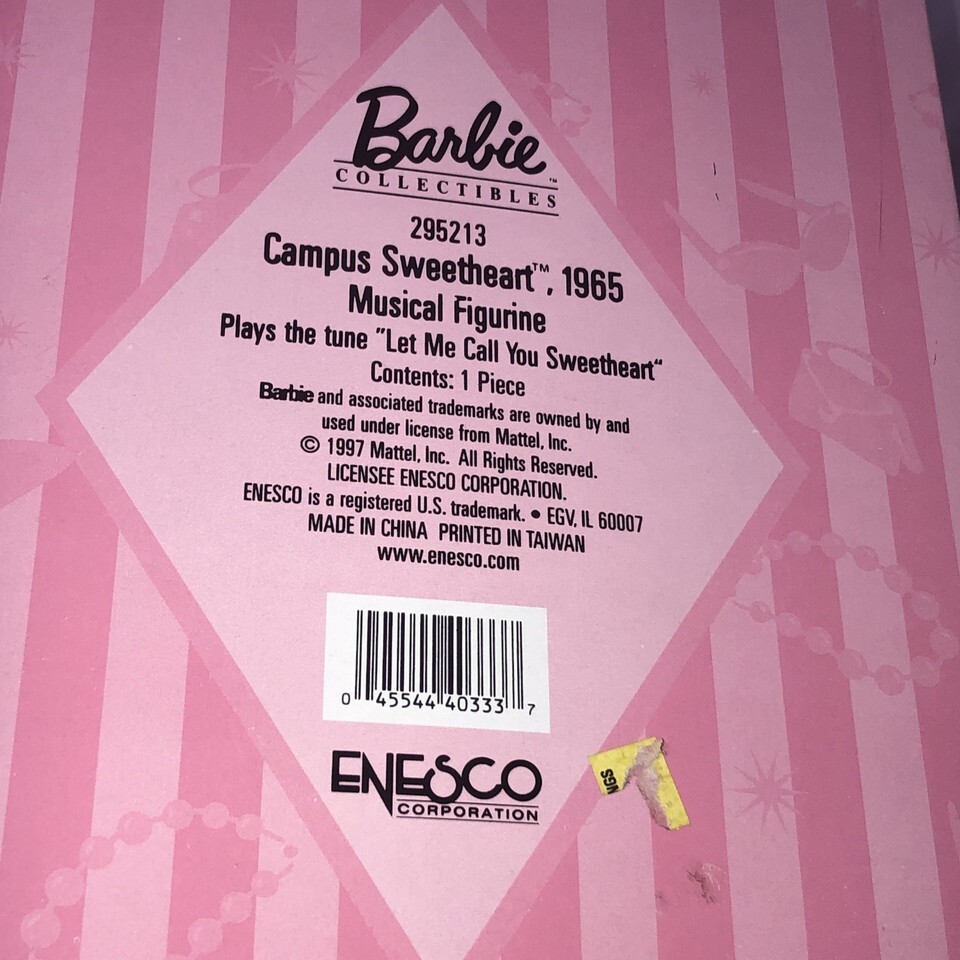 Barbie™
COLLECTIBLES
295213
Campus Sweetheart™, 1965
Musical Figurine
Plays the tune "Let Me Call You Sweetheart"
Contents: 1 Piece
Barbie and associated trademarks are owned by and
used under license from Mattel, Inc.
© 1997 Mattel, Inc. All Rights Reserved.
LICENSEE ENESCO CORPORATION.
ENESCO is a registered U.S. trademark. • EGV, IL 60007
MADE IN CHINA PRINTED IN TAIWAN
www.enesco.com
0 45544 40333 7
ENESCO
CORPORATION
NGS